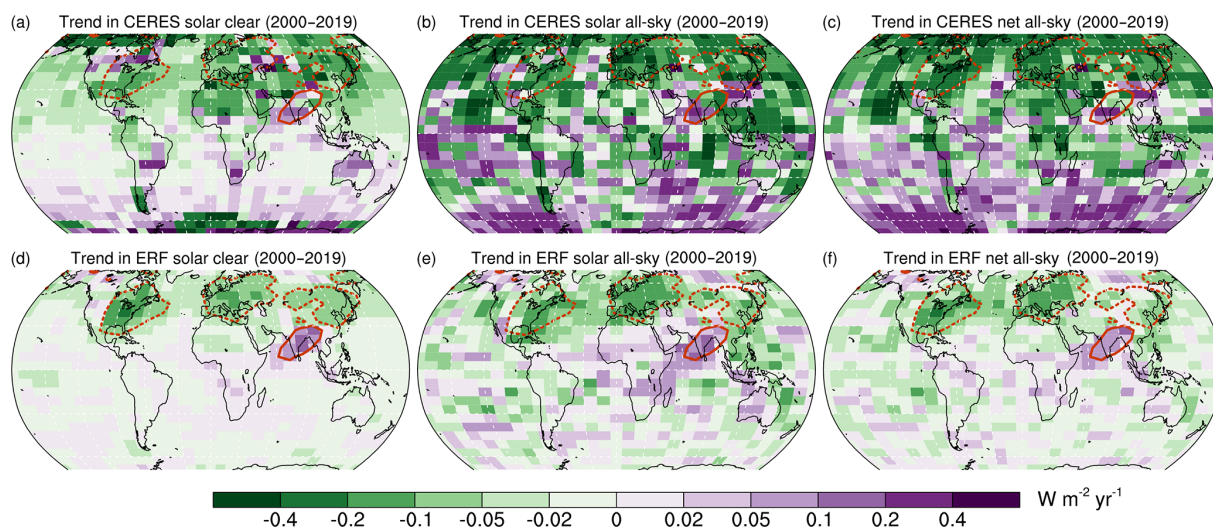 (a) Trend in CERES solar clear (2000−2019)
(b) Trend in CERES solar all-sky (2000−2019)
(c) Trend in CERES net all-sky (2000−2019)
(d) Trend in ERF solar clear (2000−2019)
(e) Trend in ERF solar all-sky (2000−2019)
(f) Trend in ERF net all-sky (2000−2019)
-0.4 -0.2 -0.1 -0.05 -0.02 0 0.02 0.05 0.1 0.2 0.4 W m⁻² yr⁻¹